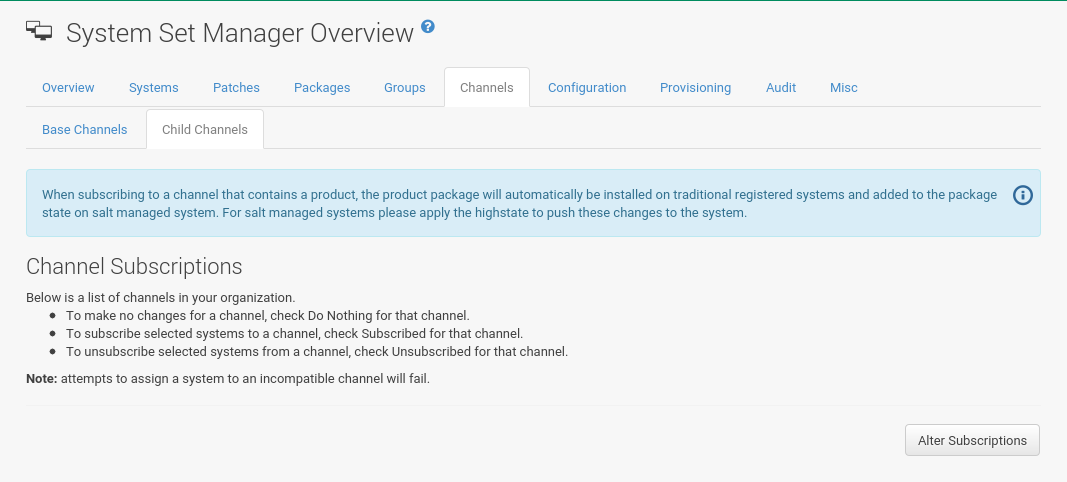 System Set Manager Overview ?
Overview Systems Patches Packages Groups Channels Configuration Provisioning Audit Misc
Base Channels Child Channels
When subscribing to a channel that contains a product, the product package will automatically be installed on traditional registered systems and added to the package
state on salt managed system. For salt managed systems please apply the highstate to push these changes to the system.
Channel Subscriptions
Below is a list of channels in your organization.
• To make no changes for a channel, check Do Nothing for that channel.
• To subscribe selected systems to a channel, check Subscribed for that channel.
• To unsubscribe selected systems from a channel, check Unsubscribed for that channel.
Note: attempts to assign a system to an incompatible channel will fail.
Alter Subscriptions